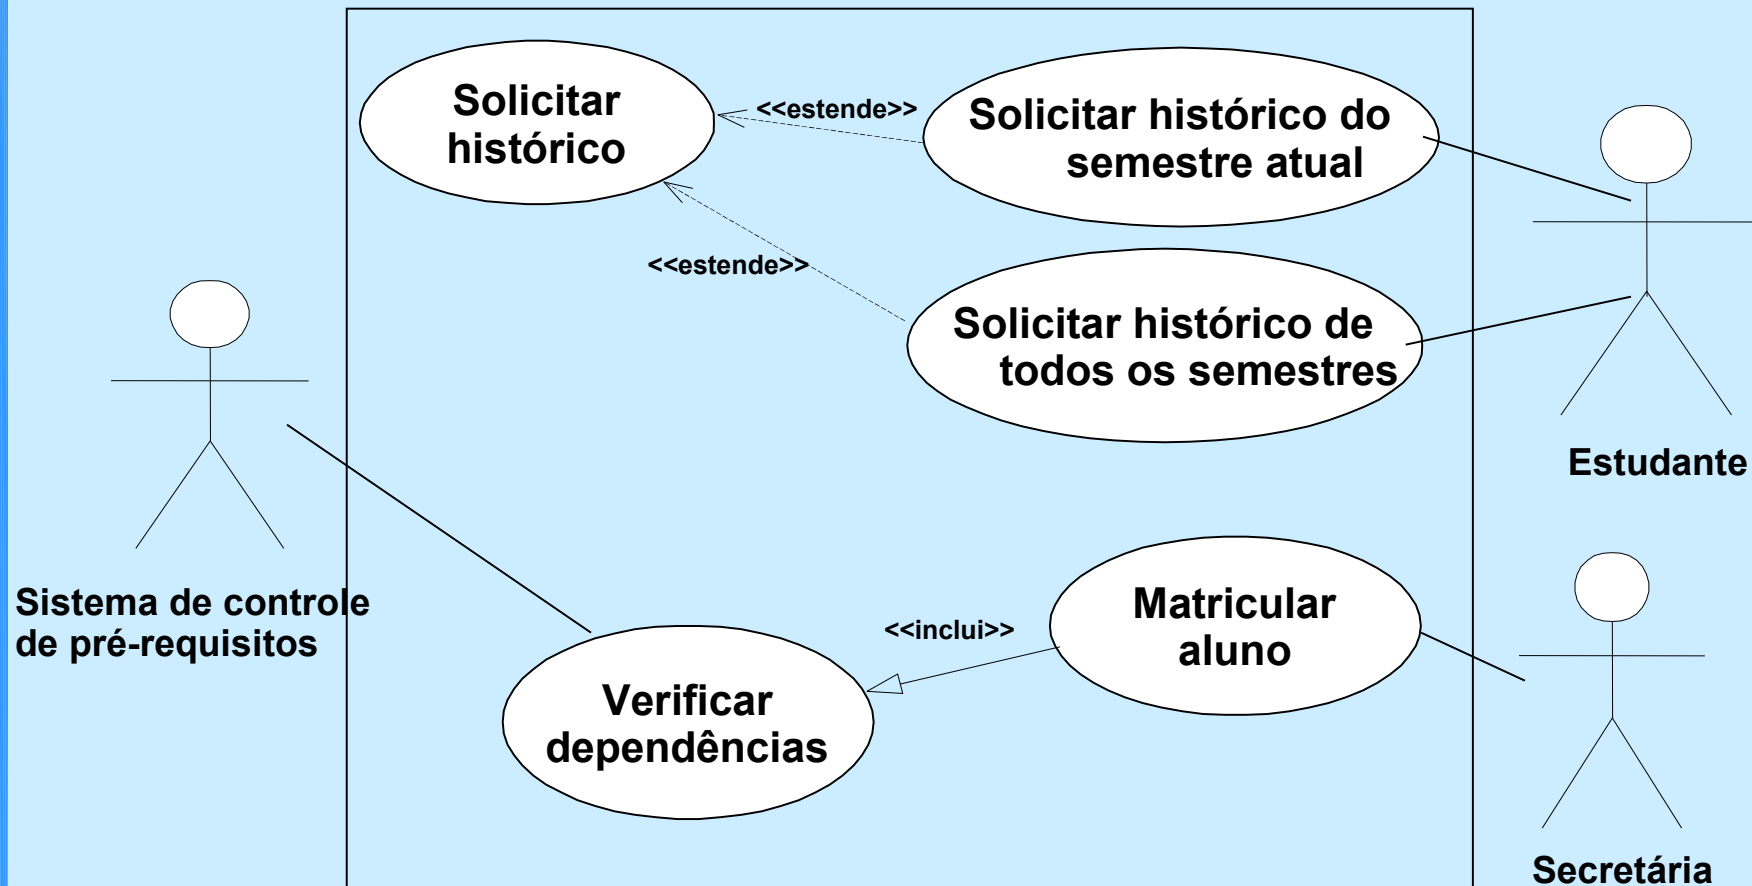 Solicitar
histórico
<<estende>>
Solicitar histórico do
semestre atual
<<estende>>
Solicitar histórico de
todos os semestres
Estudante
Sistema de controle
de pré-requisitos
<<inclui>>
Matricular
aluno
Verificar
dependências
Secretária